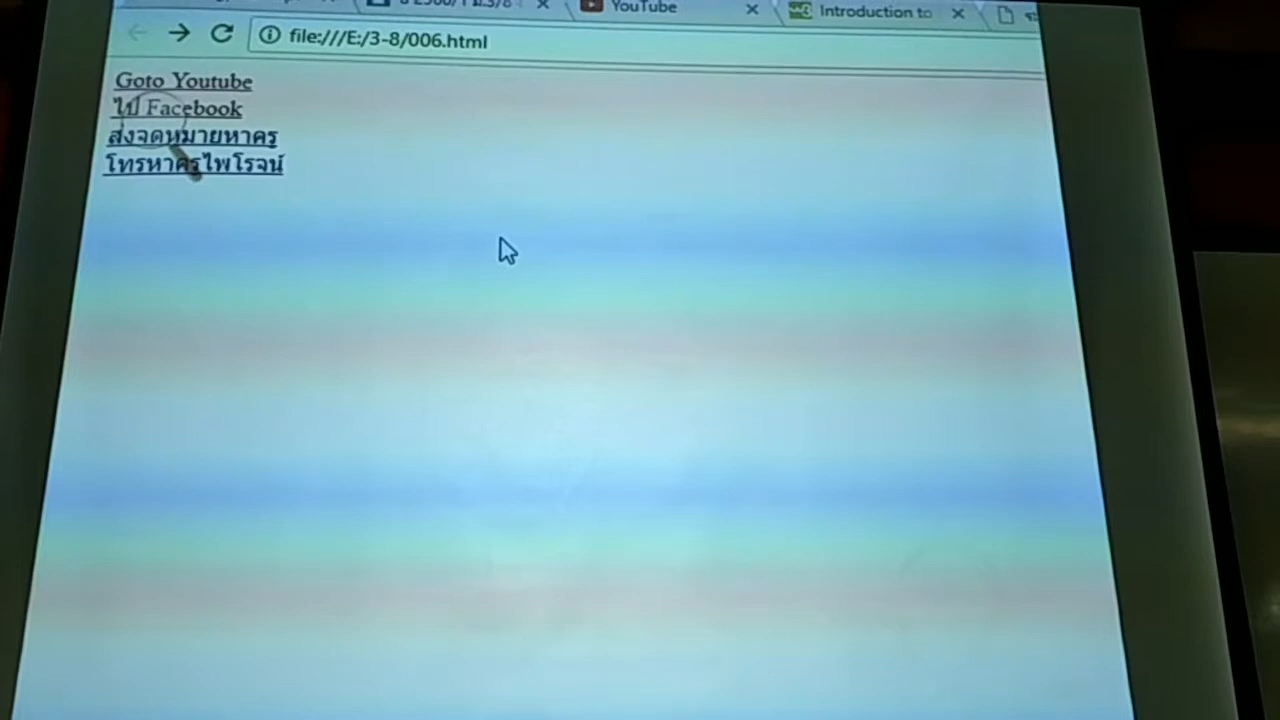 YouTube
Introduction to
file:///E:/3-8/006.html
Goto Youtube
ไป Facebook
ส่งจดหมายหาครู
โทรหาครูไพโรจน์